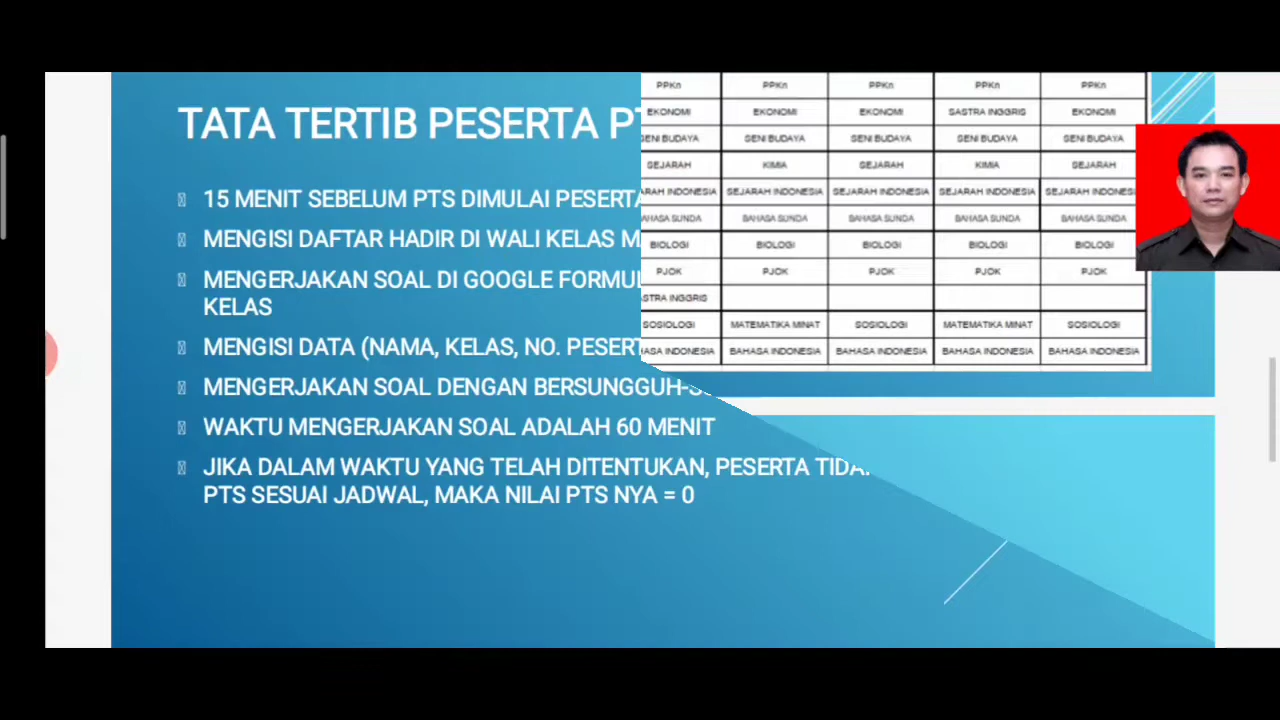 TATA TERTIB PESERTA
15 MENIT SEBELUM PTS DIMULAI PESERTA
MENGISI DAFTAR HADIR DI WALI KELAS
MENGERJAKAN SOAL DI GOOGLE
KELAS
MENGISI DATA (NAMA, KELAS, NO.
MENGERJAKAN SOAL DENGAN
WAKTU MENGERJAKAN SOAL ADALAH 60 MENIT
JIKA DALAM WAKTU YANG TELAH DITENTUKAN, PESERTA
PTS SESUAI JADWAL, MAKA NILAI PTS NYA = 0
PPKn PPKn PPKn PPKn PPKn
EKONOMI EKONOMI EKONOMI SASTRA INGGRIS EKONOMI
SENI BUDAYA SENI BUDAYA SENI BUDAYA SENI BUDAYA SENI BUDAYA
SEJARAH KIMIA SEJARAH KIMIA SEJARAH
INDONESIA SEJARAH INDONESIA SEJARAH INDONESIA SEJARAH INDONESIA SEJARAH
SUNDA BAHASA SUNDA BAHASA SUNDA BAHASA SUNDA BAHASA SUNDA
BIOLOGI BIOLOGI BIOLOGI BIOLOGI BIOLOGI
PJOK PJOK PJOK PJOK PJOK
INGGRIS
SOSIOLOGI MATEMATIKA MINAT SOSIOLOGI MATEMATIKA MINAT SOSIOLOGI
INDONESIA BAHASA INDONESIA BAHASA INDONESIA BAHASA INDONESIA BAHASA INDONESIA